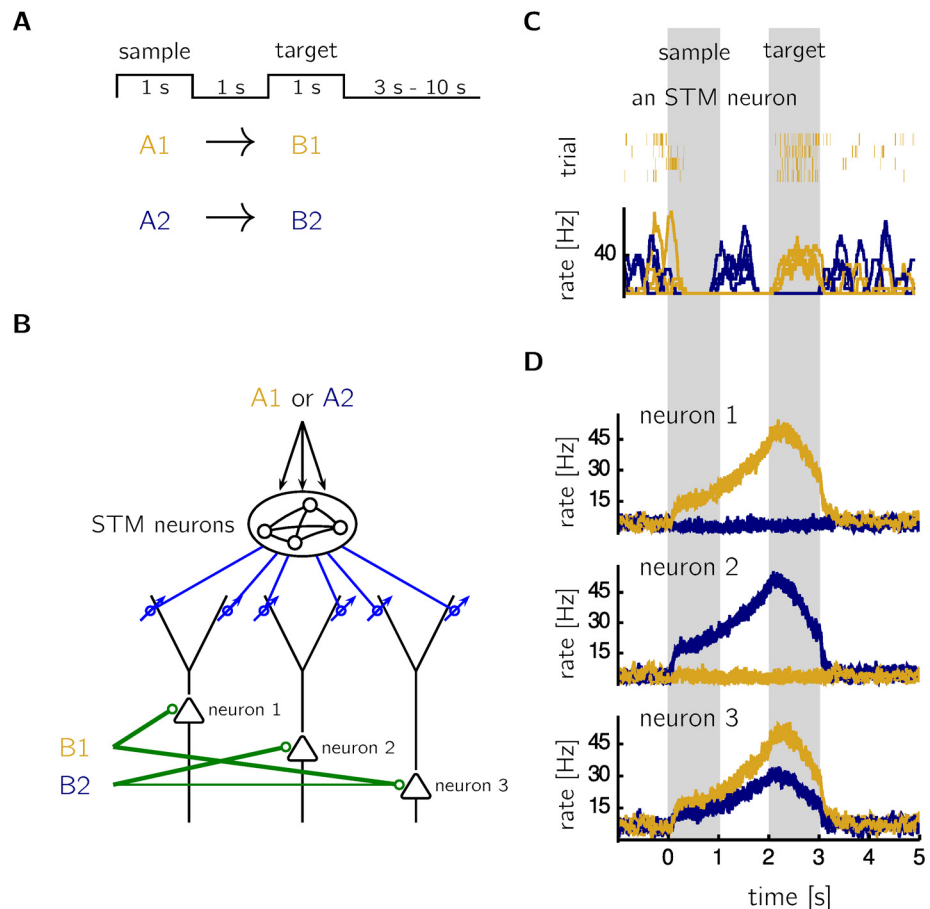 A
sample target
1 s 1 s 1 s 3 s - 10 s
A1 B1
A2 B2
B
A1 or A2
STM neurons
neuron 1
B1
neuron 2
B2
neuron 3
C
sample target
an STM neuron
trial
rate [Hz]
40
D
neuron 1
rate [Hz]
45
30
15
neuron 2
rate [Hz]
45
30
15
neuron 3
rate [Hz]
45
30
15
0 1 2 3 4 5
time [s]